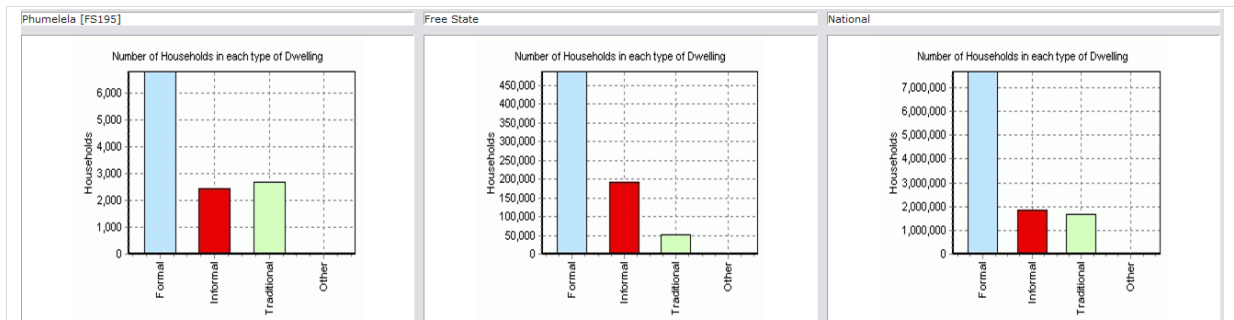 Phumelela [FS195]
Number of Households in each type of Dwelling
Households
6,000
5,000
4,000
3,000
2,000
1,000
0
Formal
Informal
Traditional
Other
Free State
Number of Households in each type of Dwelling
Households
450,000
400,000
350,000
300,000
250,000
200,000
150,000
100,000
50,000
0
Formal
Informal
Traditional
Other
National
Number of Households in each type of Dwelling
Households
7,000,000
6,000,000
5,000,000
4,000,000
3,000,000
2,000,000
1,000,000
0
Formal
Informal
Traditional
Other